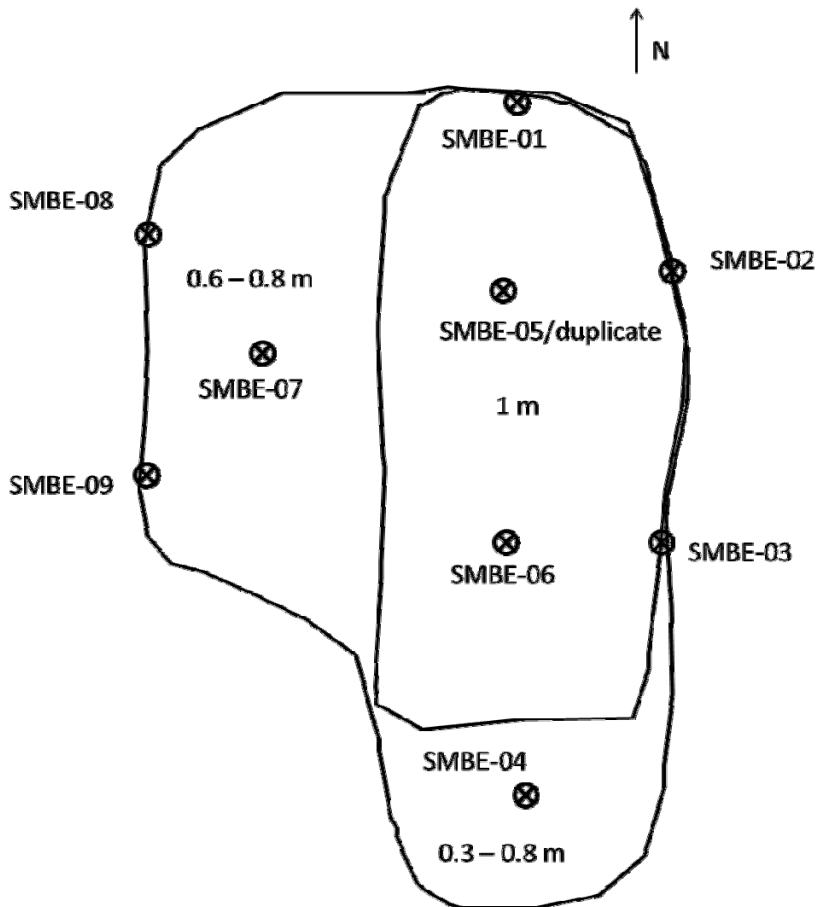 N
SMBE-01
SMBE-08
SMBE-02
0.6 – 0.8 m
SMBE-05/duplicate
SMBE-07
1 m
SMBE-09
SMBE-03
SMBE-06
SMBE-04
0.3 – 0.8 m